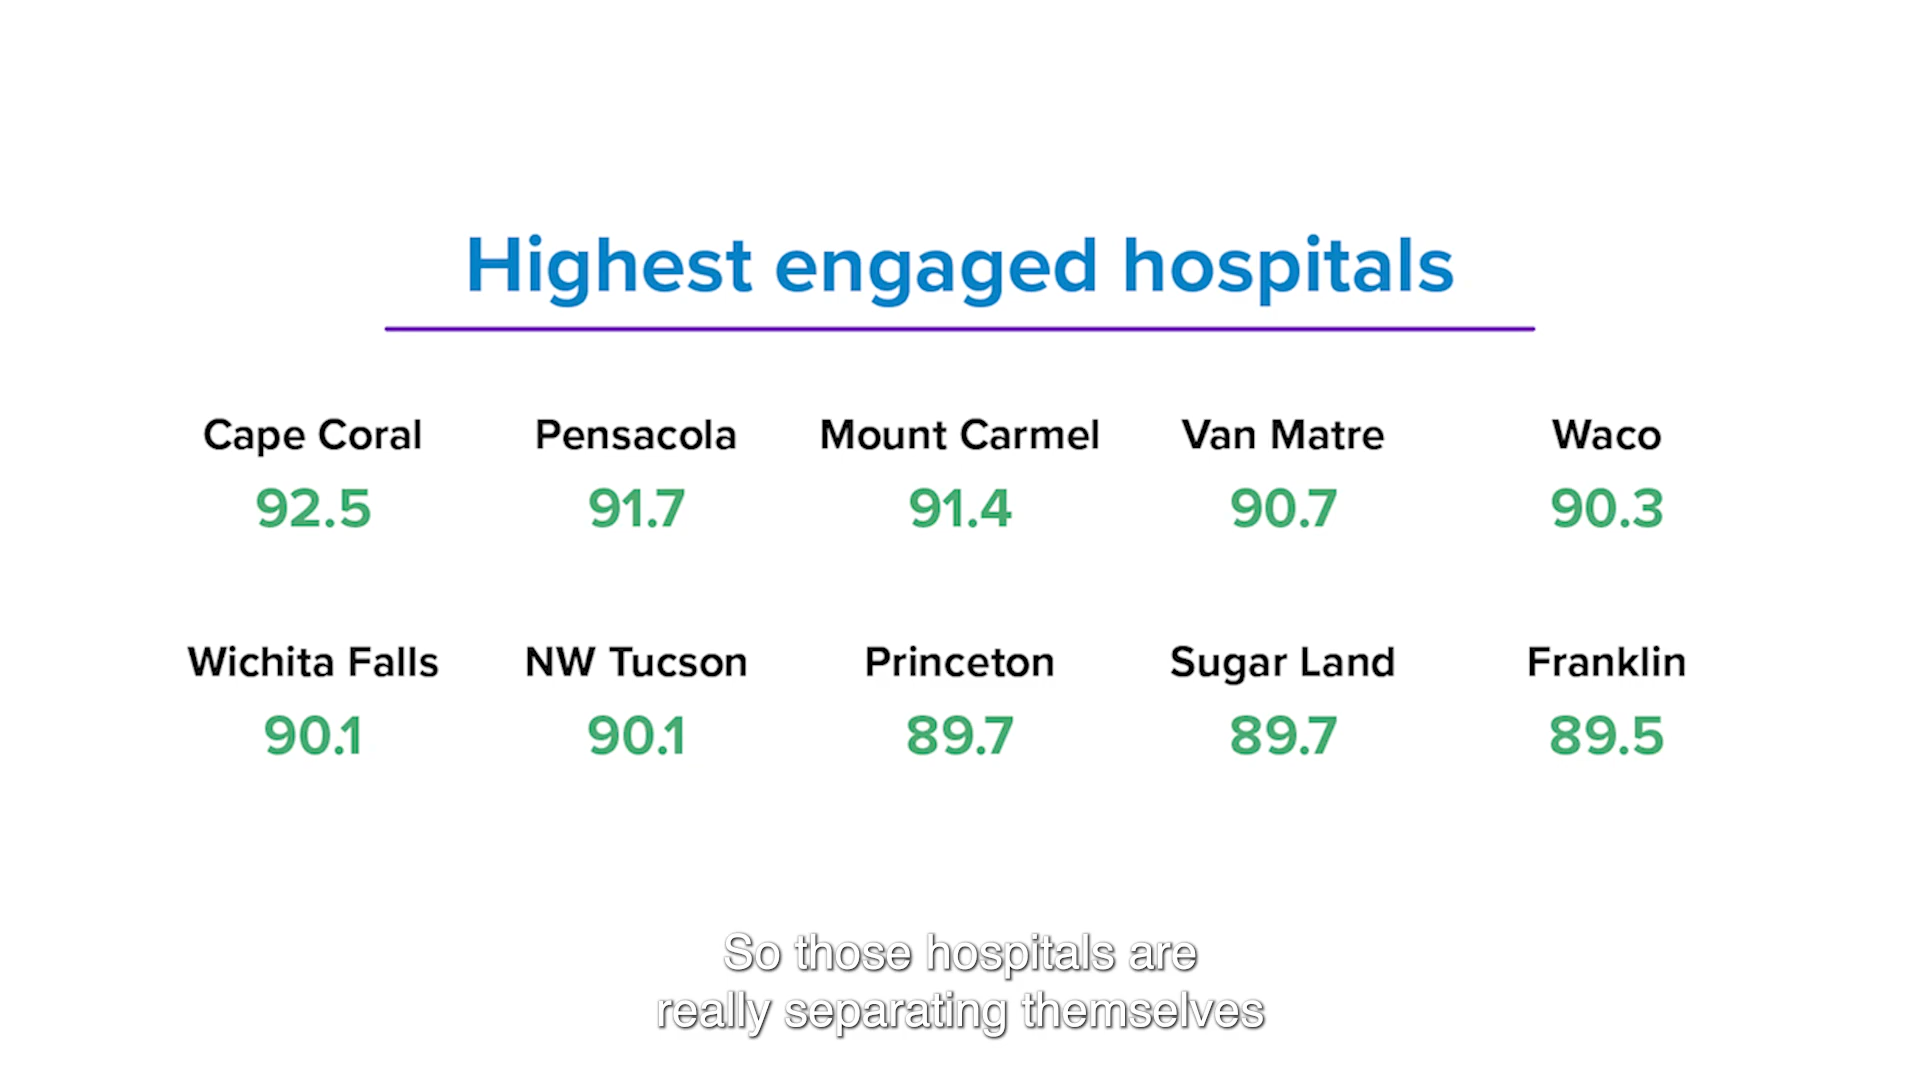 Highest engaged hospitals
Cape Coral Pensacola Mount Carmel Van Matre Waco
92.5 91.7 91.4 90.7 90.3
Wichita Falls NW Tucson Princeton Sugar Land Franklin
90.1 90.1 89.7 89.7 89.5
So those hospitals are
really separating themselves